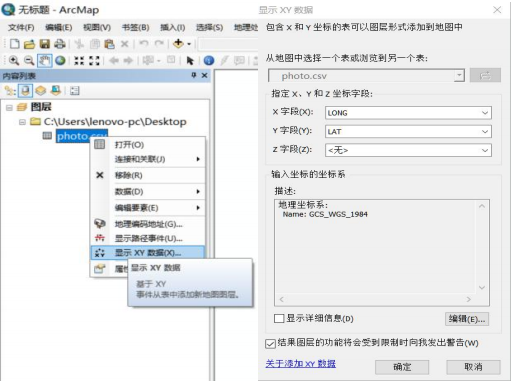 无标题 - ArcMap
文件(F) 编辑(E) 视图(V) 书签(B) 插入(I) 选择(S) 地理处
内容列表
图层
C:\Users\lenovo-pc\Desktop
photo.csv
打开(O)
连接和关联(J)
移除(R)
数据(D)
编辑要素(E)
地理编码地址(G)...
显示路径事件(U)...
显示 XY 数据(X)...
属
显示 XY 数据
基于 XY
事件从表中添加新地图图层。
显示 XY 数据
包含 X 和 Y 坐标的表可以图层形式添加到地图中
从地图中选择一个表或浏览到另一个表:
photo.csv
指定 X、Y 和 Z 坐标字段:
X 字段(X): LONG
Y 字段(Y): LAT
Z 字段(Z): <无>
输入坐标的坐标系
描述:
地理坐标系:
Name: GCS_WGS_1984
显示详细信息(D)
编辑(E)...
结果图层的功能将会受到限制时向我发出警告(W)
关于添加 XY 数据
确定
取消